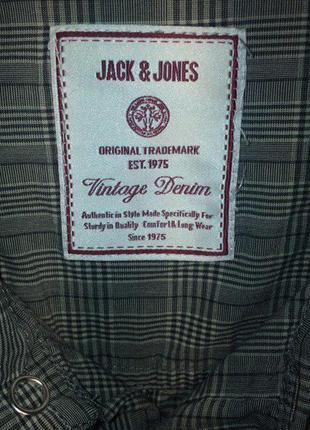 JACK & JONES
ORIGINAL TRADEMARK
EST. 1975
Vintage Denim
Authentic in Style Made Specifically For
Sturdy in Quality Comfort & Long Wear
Since 1975